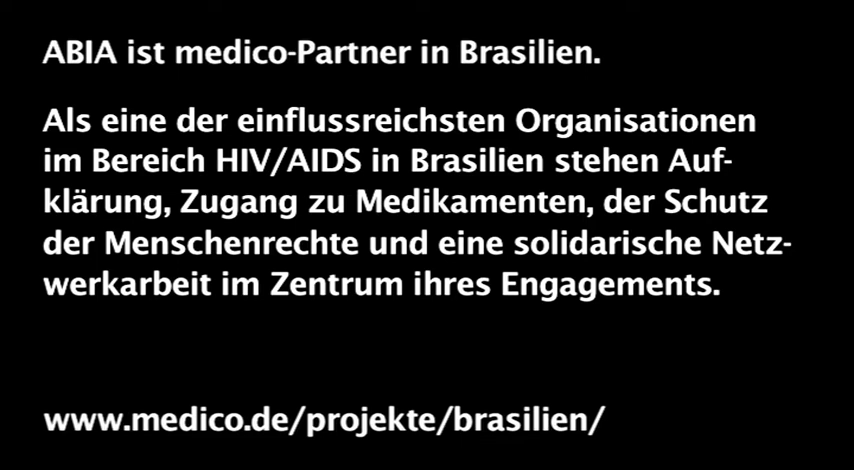 ABIA ist medico-Partner in Brasilien.
Als eine der einflussreichsten Organisationen
im Bereich HIV/AIDS in Brasilien stehen Auf-
klärung, Zugang zu Medikamenten, der Schutz
der Menschenrechte und eine solidarische Netz-
werkarbeit im Zentrum ihres Engagements.
www.medico.de/projekte/brasilien/